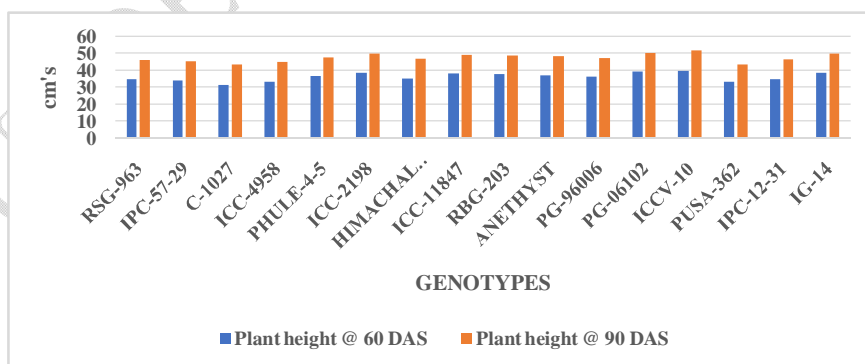 60
50
40
30
20
10
0
cm's
RSG-963
IPC-57-29
C-1027
ICC-4958
PHULE-4-5
ICC-2198
HIMACHAL..
ICC-11847
RBG-203
ANETHYST
PG-96006
PG-06102
ICCV-10
PUSA-362
IPC-12-31
IG-14
GENOTYPES
Plant height @ 60 DAS Plant height @ 90 DAS